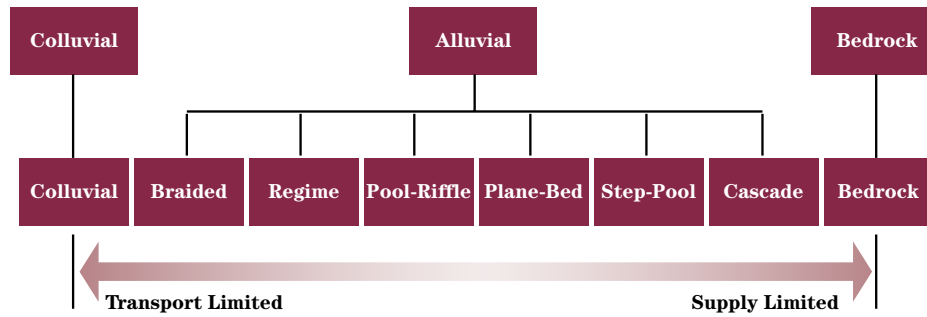 Colluvial
Alluvial
Bedrock
Colluvial
Braided
Regime
Pool-Riffle
Plane-Bed
Step-Pool
Cascade
Bedrock
Transport Limited
Supply Limited